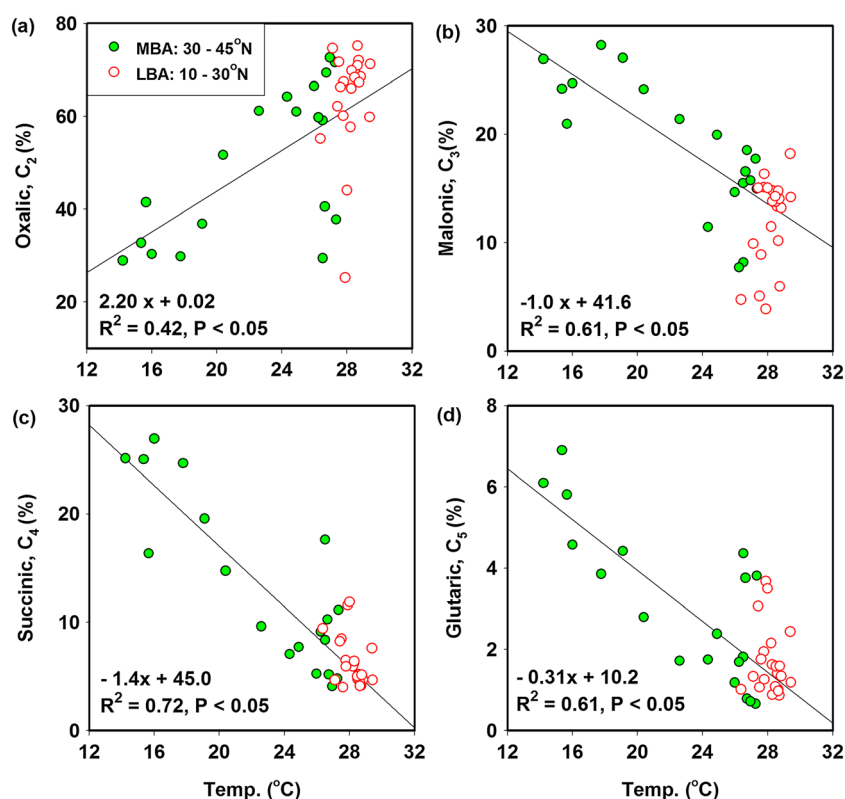 (a)
MBA: 30 - 45°N
LBA: 10 - 30°N
Oxalic, C2 (%)
80
60
40
20
2.20 x + 0.02
R2 = 0.42, P < 0.05
12 16 20 24 28 32
(b)
Malonic, C3(%)
30
20
10
0
-1.0 x + 41.6
R2 = 0.61, P < 0.05
12 16 20 24 28 32
(c)
Succinic, C4 (%)
30
20
10
0
- 1.4x + 45.0
R2 = 0.72, P < 0.05
12 16 20 24 28 32
Temp. (°C)
(d)
Glutaric, C5 (%)
8
6
4
2
0
- 0.31x + 10.2
R2 = 0.61, P < 0.05
12 16 20 24 28 32
Temp. (°C)